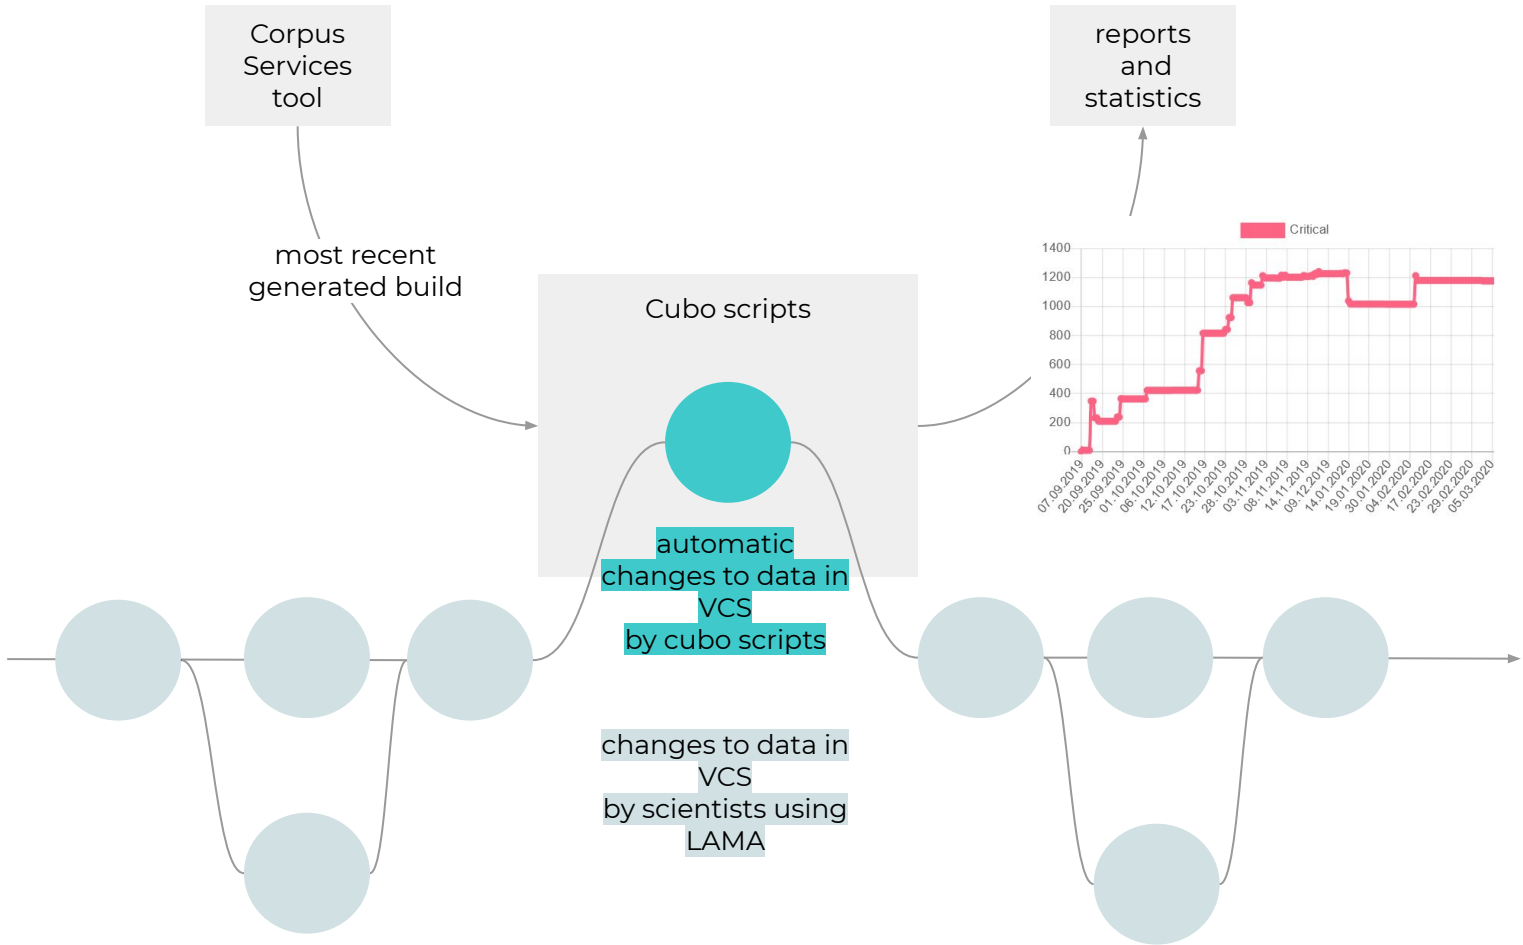 Corpus
Services
tool
reports
and
statistics
most recent
generated build
Cubo scripts
Critical
1400
1200
1000
800
600
400
200
0
07.09.2019
20.09.2019
25.09.2019
01.10.2019
06.10.2019
12.10.2019
17.10.2019
23.10.2019
28.10.2019
03.11.2019
08.11.2019
14.11.2019
09.12.2019
14.01.2020
19.01.2020
30.01.2020
04.02.2020
17.02.2020
23.02.2020
29.02.2020
05.03.2020
automatic
changes to data in
VCS
by cubo scripts
changes to data in
VCS
by scientists using
LAMA